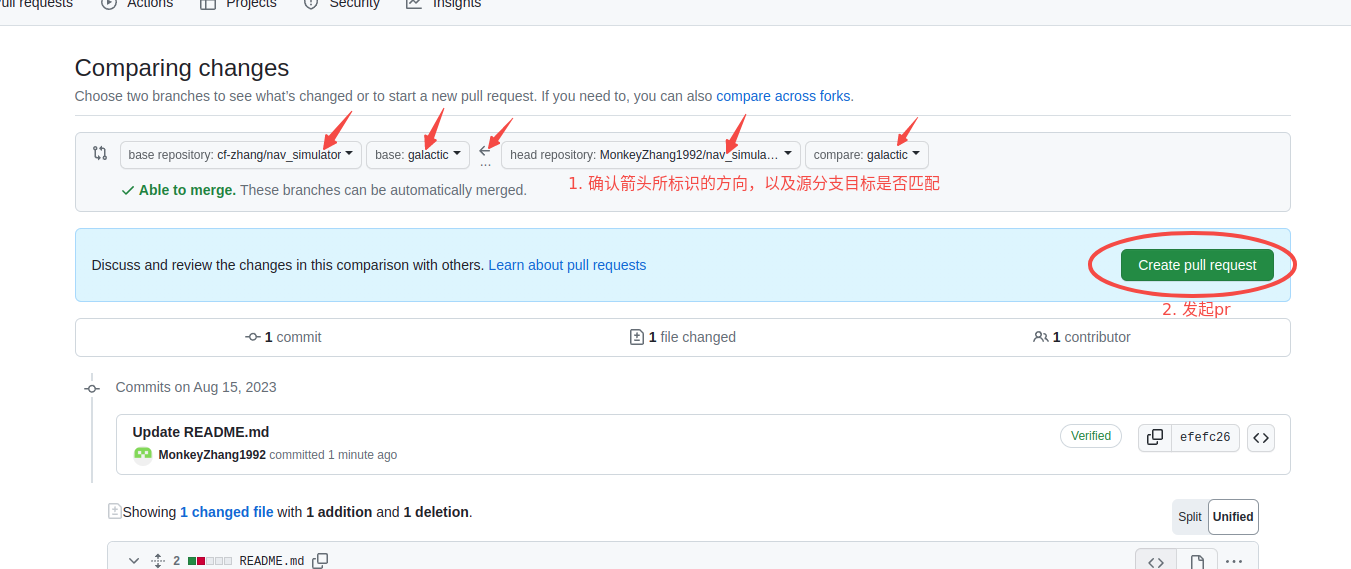 Pull requests Actions Projects Security Insights
Comparing changes
Choose two branches to see what's changed or to start a new pull request. If you need to, you can also compare across forks.
base repository: cf-zhang/nav_simulator base: galactic ... head repository: MonkeyZhang1992/nav_simula... compare: galactic
Able to merge. These branches can be automatically merged.
1. 确认箭头所标识的方向，以及源分支目标是否匹配
Discuss and review the changes in this comparison with others. Learn about pull requests
Create pull request
2. 发起pr
1 commit 1 file changed 1 contributor
Commits on Aug 15, 2023
Update README.md
Verified efefc26
MonkeyZhang1992 committed 1 minute ago
Showing 1 changed file with 1 addition and 1 deletion.
Split Unified
2 README.md